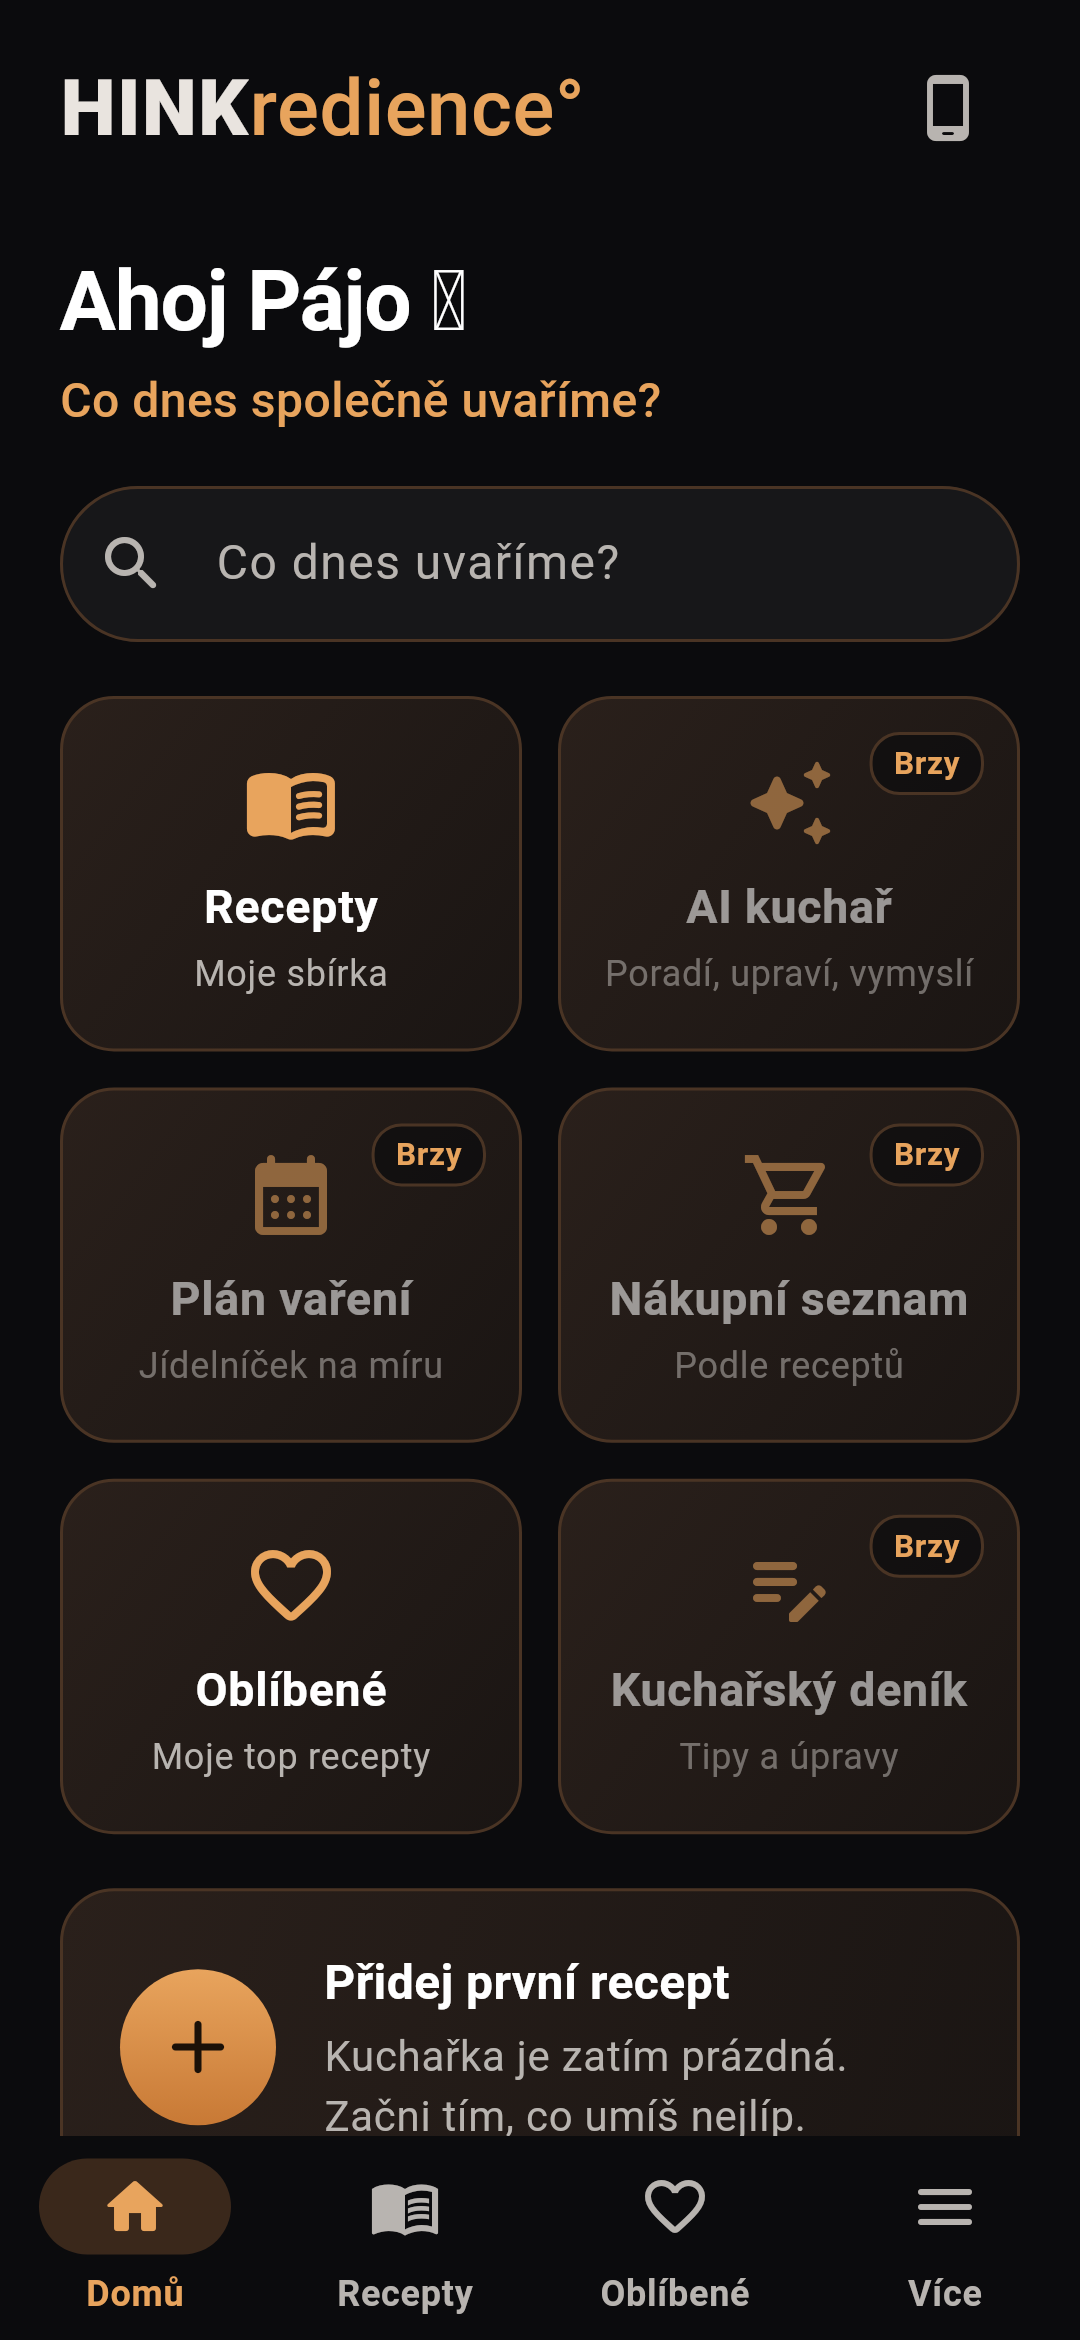 HINKredience°
Ahoj Pájo
Co dnes společně uvaříme?
Co dnes uvaříme?
Recepty
Moje sbírka
Brzy
AI kuchař
Poradí, upraví, vymyslí
Brzy
Plán vaření
Jídelníček na míru
Brzy
Nákupní seznam
Podle receptů
Oblíbené
Moje top recepty
Brzy
Kuchařský deník
Tipy a úpravy
Přidej první recept
Kuchařka je zatím prázdná.
Začni tím, co umíš nejlíp.
Domů
Recepty
Oblíbené
Více